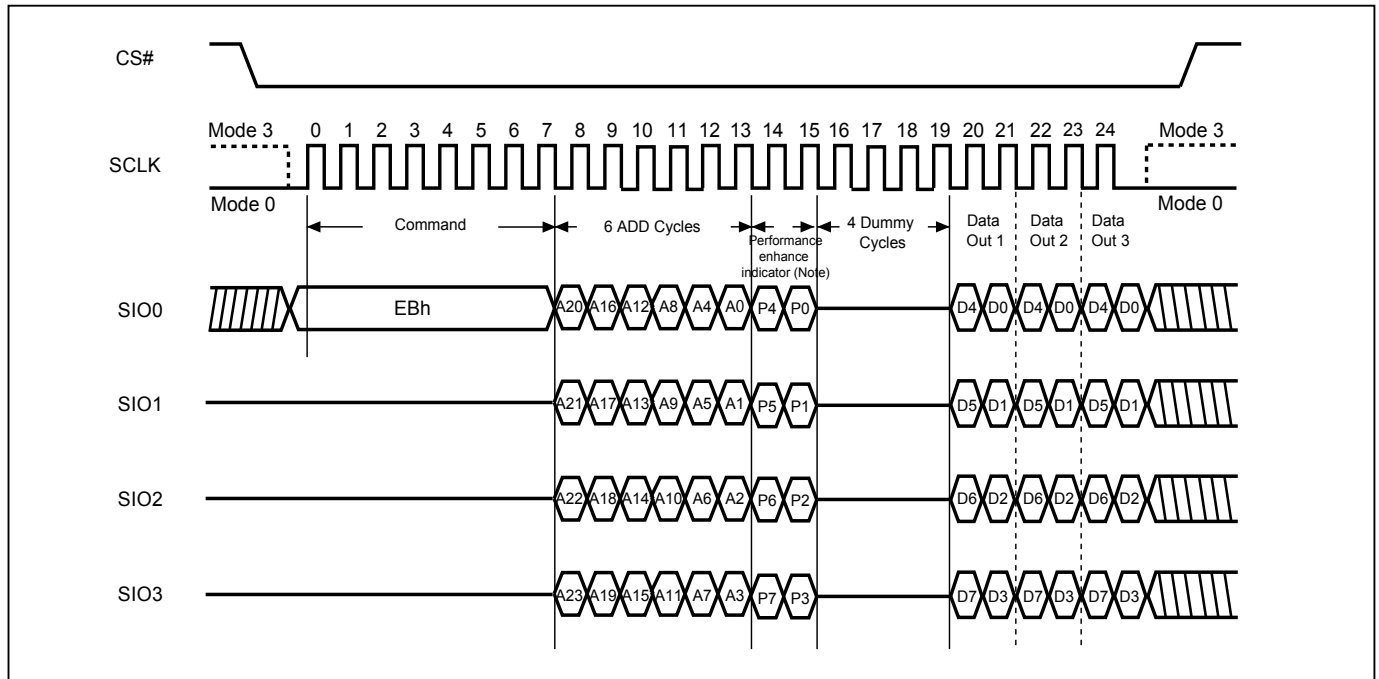 CS#
Mode 3 0 1 2 3 4 5 6 7 8 9 10 11 12 13 14 15 16 17 18 19 20 21 22 23 24 Mode 3
SCLK
Mode 0 Mode 0
Command 6 ADD Cycles Performance enhance indicator (Note) 4 Dummy Cycles Data Out 1 Data Out 2 Data Out 3
SIO0 EBh A20 A16 A12 A8 A4 A0 P4 P0 D4 D0 D4 D0 D4 D0
SIO1 A21 A17 A13 A9 A5 A1 P5 P1 D5 D1 D5 D1 D5 D1
SIO2 A22 A18 A14 A10 A6 A2 P6 P2 D6 D2 D6 D2 D6 D2
SIO3 A23 A19 A15 A11 A7 A3 P7 P3 D7 D3 D7 D3 D7 D3